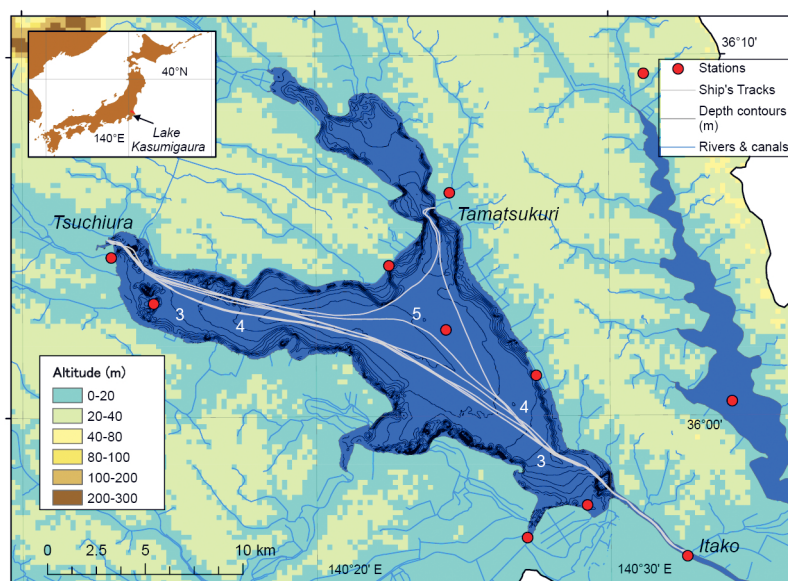 40°N
140°E
Lake
Kasumigaura
36°10'
Stations
Ship's Tracks
Depth contours
(m)
Rivers & canals
Tsuchiura
Tamatsukuri
3
4
5
4
3
36°00'
Altitude (m)
0-20
20-40
40-80
80-100
100-200
200-300
0 2.5 5 10 km
140°20'
140°30'
Itako